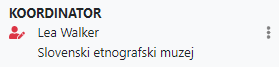 KOORDINATOR
Lea Walker
Slovenski etnografski muzej